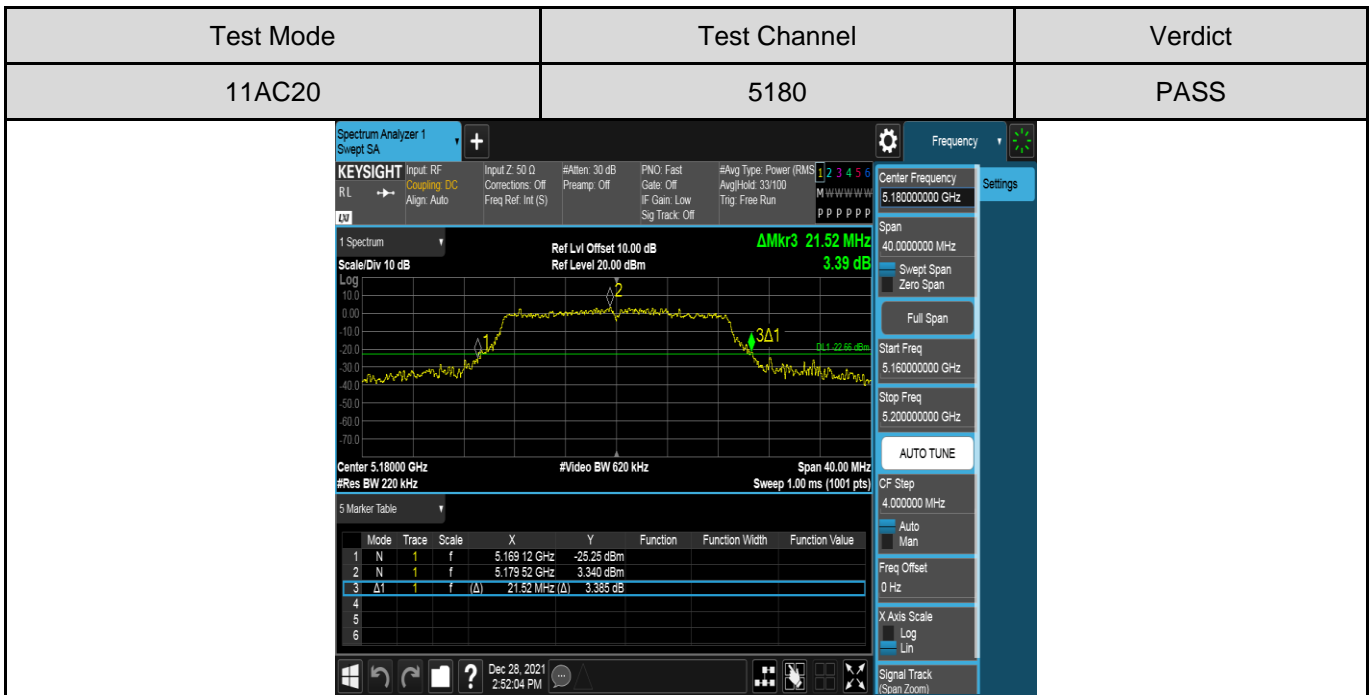 Test Mode Test Channel Verdict
11AC20 5180 PASS
Spectrum Analyzer 1
Swept SA
+
Frequency
KEYSIGHT Input: RF Input Z: 50 Ω #Atten: 30 dB PNO: Fast #Avg Type: Power (RMS 1 2 3 4 5 6
RL Coupling: DC Corrections: Off Preamp: Off Gate: Off Avg|Hold: 33/100 M W W W W W
Align: Auto Freq Ref: Int (S) IF Gain: Low Trig: Free Run
LXI Sig Track: Off P P P P P P
1 Spectrum
Ref Lvl Offset 10.00 dB ΔMkr3 21.52 MHz
Scale/Div 10 dB Ref Level 20.00 dBm 3.39 dB
Log
10.0
0.00
-10.0
-20.0
-30.0
-40.0
-50.0
-60.0
-70.0
1
2
3Δ1
DL1 -22.66 dBm
Center 5.18000 GHz #Video BW 620 kHz Span 40.00 MHz
#Res BW 220 kHz Sweep 1.00 ms (1001 pts)
5 Marker Table
Mode Trace Scale X Y Function Function Width Function Value
1 N 1 f 5.169 12 GHz -25.25 dBm
2 N 1 f 5.179 52 GHz 3.340 dBm
3 Δ1 1 f (Δ) 21.52 MHz (Δ) 3.385 dB
4
5
6
? Dec 28, 2021
2:52:04 PM
Center Frequency
5.180000000 GHz
Settings
Span
40.0000000 MHz
Swept Span
Zero Span
Full Span
Start Freq
5.160000000 GHz
Stop Freq
5.200000000 GHz
AUTO TUNE
CF Step
4.000000 MHz
Auto
Man
Freq Offset
0 Hz
X Axis Scale
Log
Lin
Signal Track
(Span Zoom)